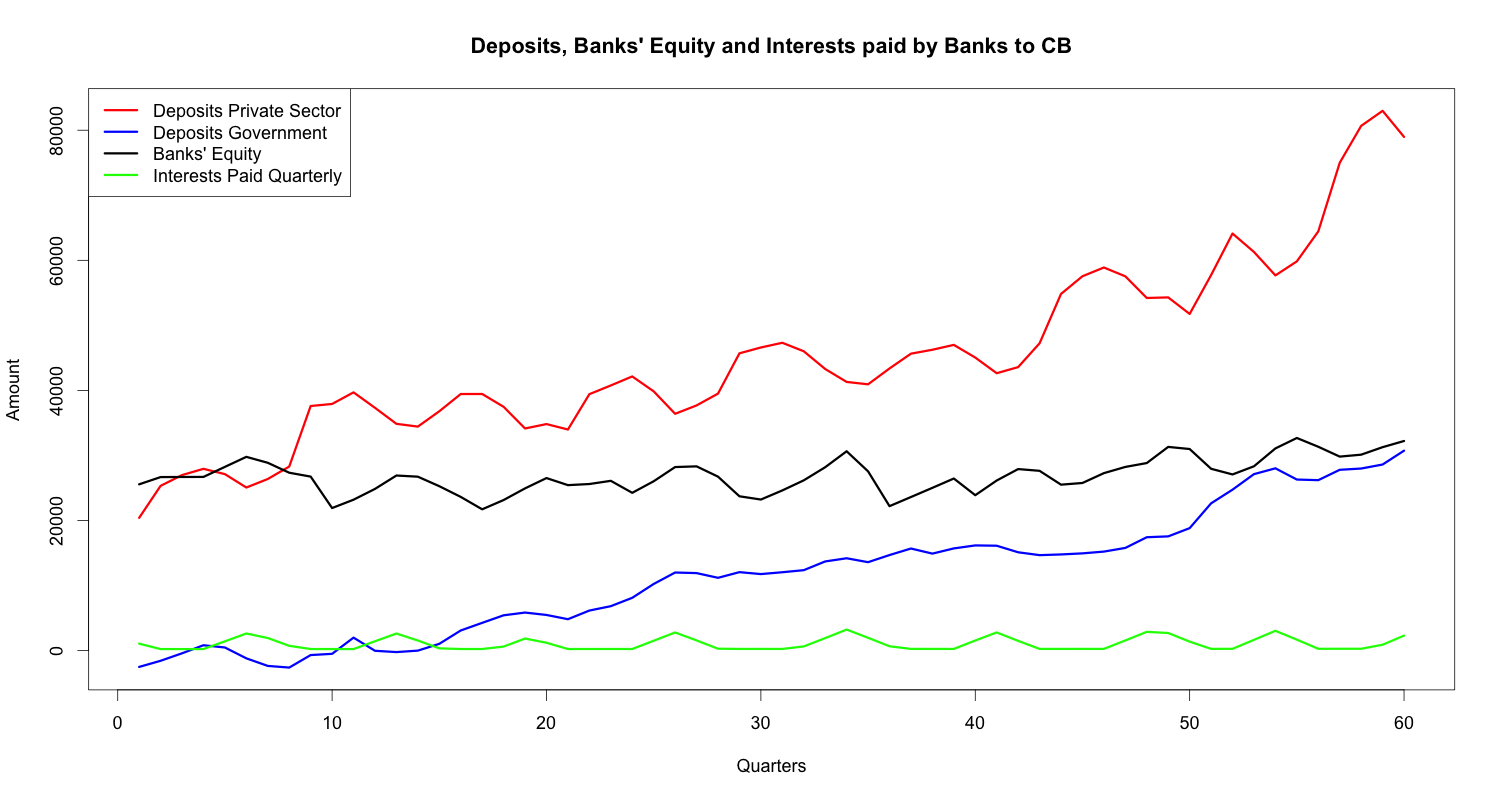 Deposits, Banks' Equity and Interests paid by Banks to CB
Deposits Private Sector
Deposits Government
Banks' Equity
Interests Paid Quarterly
80000
60000
40000
20000
0
Amount
0 10 20 30 40 50 60
Quarters